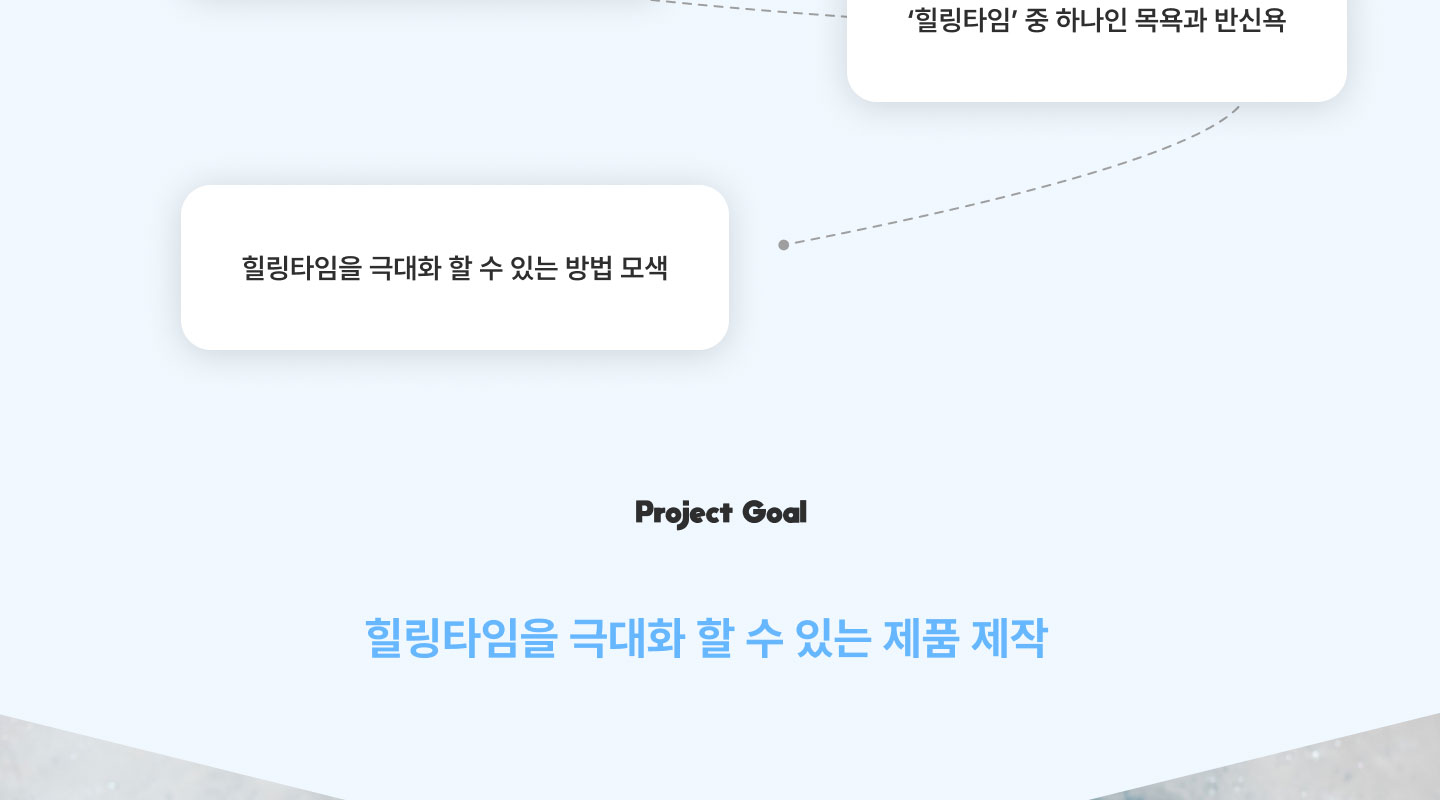 ‘힐링타임’ 중 하나인 목욕과 반신욕
힐링타임을 극대화 할 수 있는 방법 모색
Project Goal
힐링타임을 극대화 할 수 있는 제품 제작